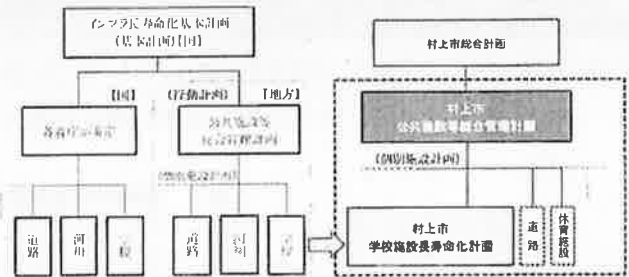 インフラ長寿命化基本計画
(基本計画)【国】
村上市総合計画
【国】
(行動計画)
【地方】
各省庁が策定
公共施設等
総合管理計画
村上市
公共施設等総合管理計画
(個別施設計画)
(個別施設計画)
道路
河川
学校
道路
河川
学校
村上市
学校施設長寿命化計画
道路
体育施設